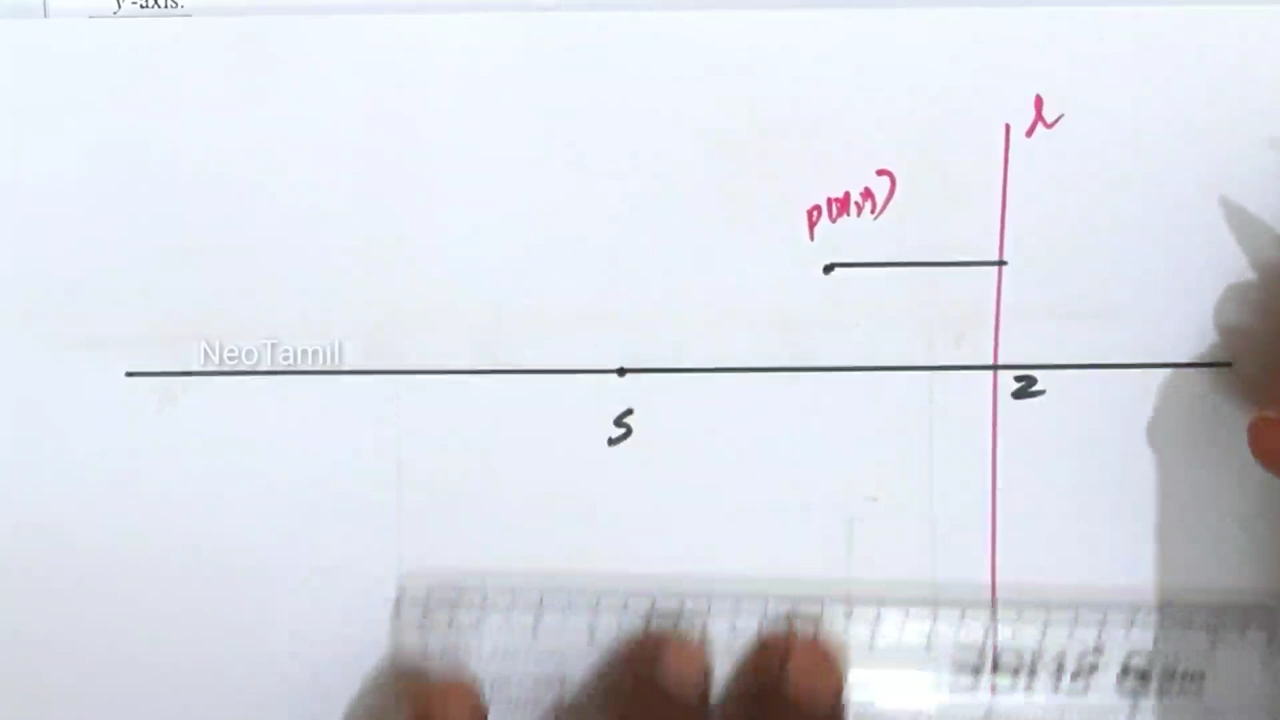 y-axis.
l
P(x,y)
NeoTamil
Z
S